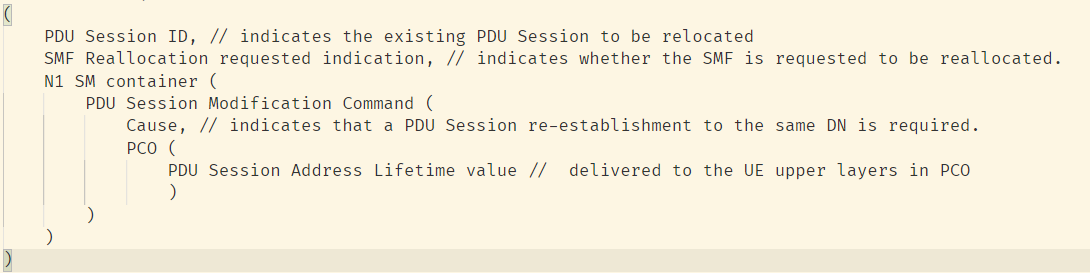 (
PDU Session ID, // indicates the existing PDU Session to be relocated
SMF Reallocation requested indication, // indicates whether the SMF is requested to be reallocated.
N1 SM container (
PDU Session Modification Command (
Cause, // indicates that a PDU Session re-establishment to the same DN is required.
PCO (
PDU Session Address Lifetime value //  delivered to the UE upper layers in PCO
)
)
)
)